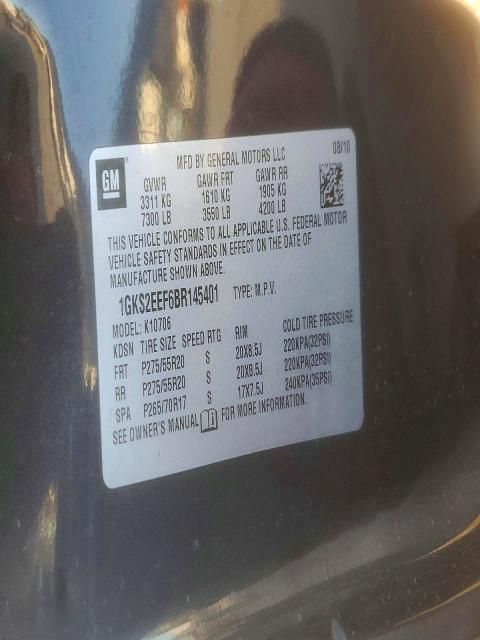 GM
MFD BY GENERAL MOTORS LLC 08/10
GVWR GAWR FRT GAWR RR
3311 KG 1610 KG 1905 KG
7300 LB 3550 LB 4200 LB
THIS VEHICLE CONFORMS TO ALL APPLICABLE U.S. FEDERAL MOTOR
VEHICLE SAFETY STANDARDS IN EFFECT ON THE DATE OF
MANUFACTURE SHOWN ABOVE.
1GKS2EEF6BR145401 TYPE: M.P.V.
MODEL: K10706
KDSN TIRE SIZE SPEED RTG RIM COLD TIRE PRESSURE
FRT P275/55R20 S 20X8.5J 220KPA(32PSI)
RR P275/55R20 S 20X8.5J 220KPA(32PSI)
SPA P265/70R17 S 17X7.5J 240KPA(35PSI)
SEE OWNER'S MANUAL FOR MORE INFORMATION.